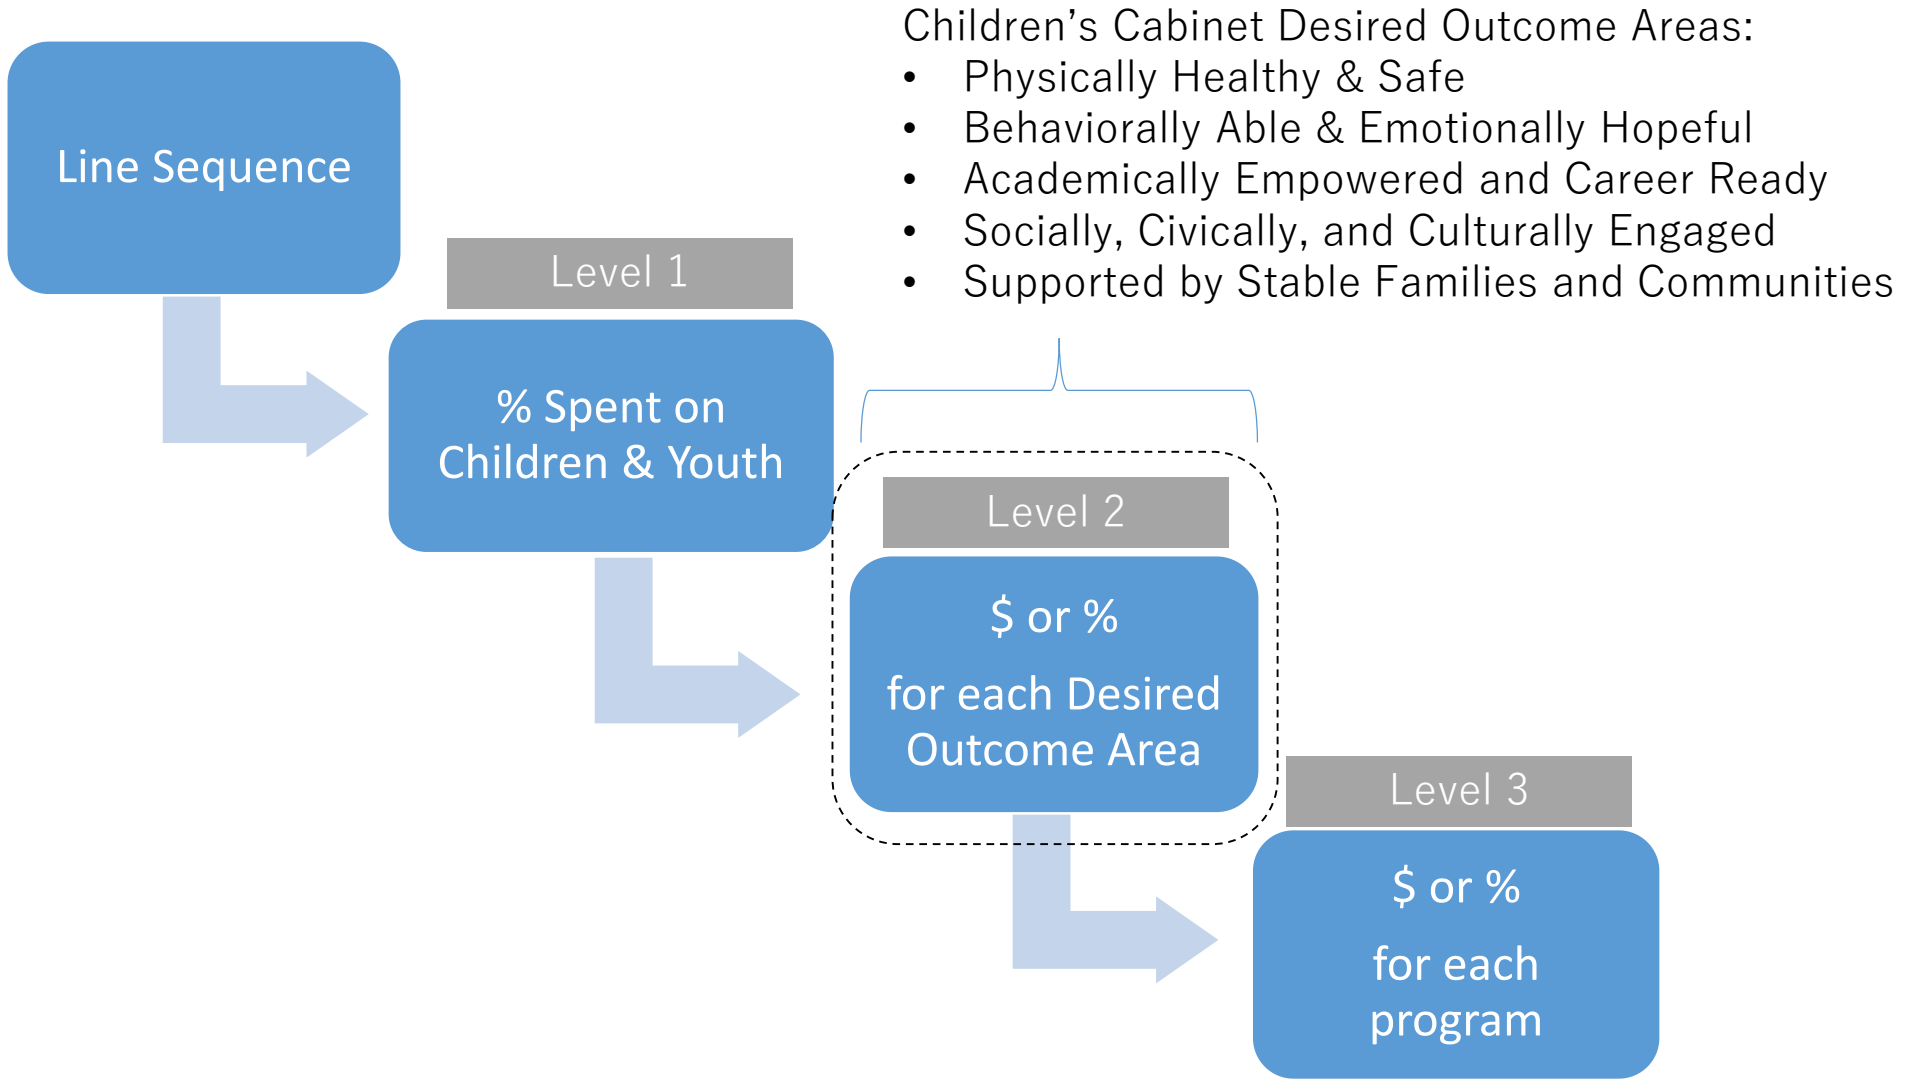 Children’s Cabinet Desired Outcome Areas:
• Physically Healthy & Safe
• Behaviorally Able & Emotionally Hopeful
• Academically Empowered and Career Ready
• Socially, Civically, and Culturally Engaged
• Supported by Stable Families and Communities
Line Sequence
Level 1
% Spent on
Children & Youth
Level 2
$ or %
for each Desired
Outcome Area
Level 3
$ or %
for each
program